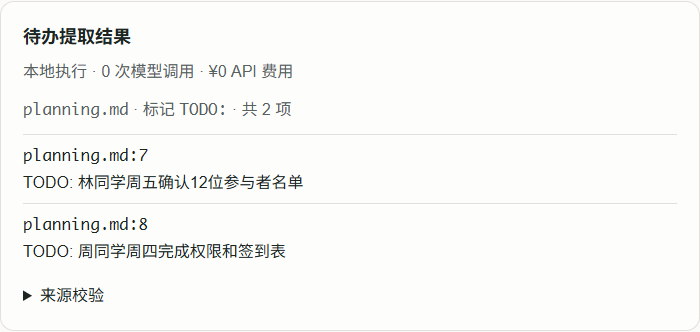 待办提取结果
本地执行 · 0 次模型调用 · ¥0 API 费用
planning.md · 标记 TODO: · 共 2 项
planning.md:7
TODO: 林同学周五确认12位参与者名单
planning.md:8
TODO: 周同学周四完成权限和签到表
▶ 来源校验